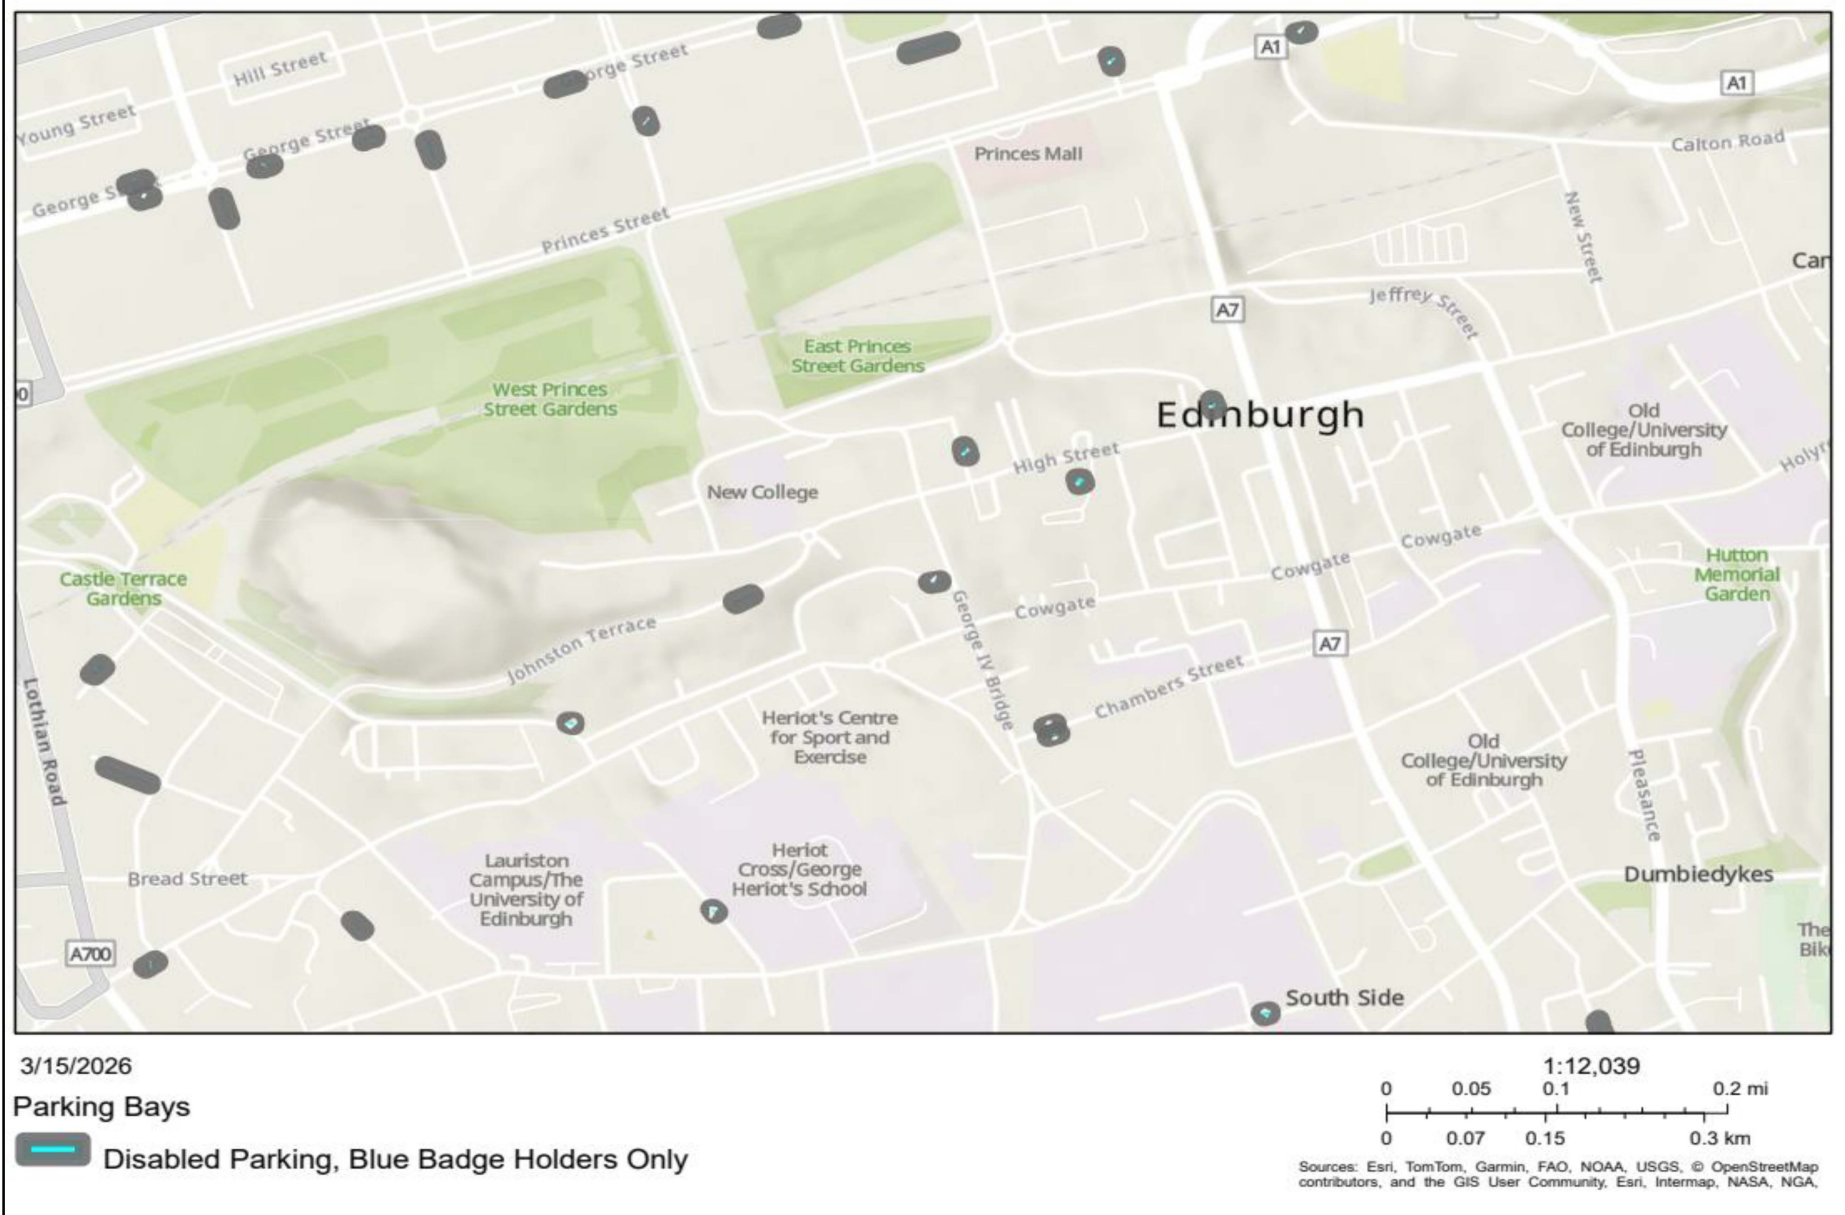 Hill Street
Young Street
George Street
A1
A1
Calton Road
Princes Mall
Princes Street
New Street
A7
Jeffrey Street
East Princes
Street Gardens
West Princes
Street Gardens
Edinburgh
High Street
New College
Old
College/University
of Edinburgh
Cowgate
Cowgate
Cowgate
Castle Terrace
Gardens
Hutton
Memorial
Garden
Johnston Terrace
George IV Bridge
A7
Chambers Street
Lothian Road
Heriot's Centre
for Sport and
Exercise
Old
College/University
of Edinburgh
Pleasance
Bread Street
Lauriston
Campus/The
University of
Edinburgh
Heriot
Cross/George
Heriot's School
Dumbiedykes
The
A700
South Side
3/15/2026
1:12,039
Parking Bays
0 0.05 0.1 0.2 mi
0 0.07 0.15 0.3 km
Disabled Parking, Blue Badge Holders Only
Sources: Esri, TomTom, Garmin, FAO, NOAA, USGS, © OpenStreetMap
contributors, and the GIS User Community, Esri, Intermap, NASA, NGA,